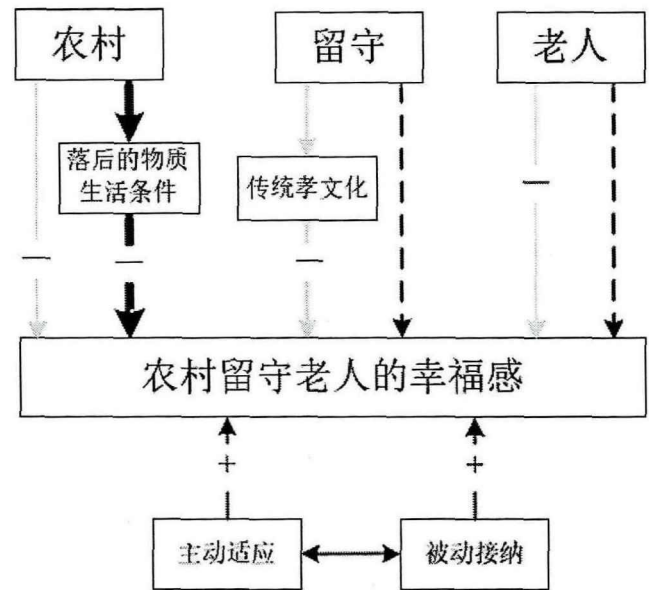 农村
留守
老人
落后的物质
生活条件
传统孝文化
—
—
—
—
农村留守老人的幸福感
+
+
主动适应
被动接纳